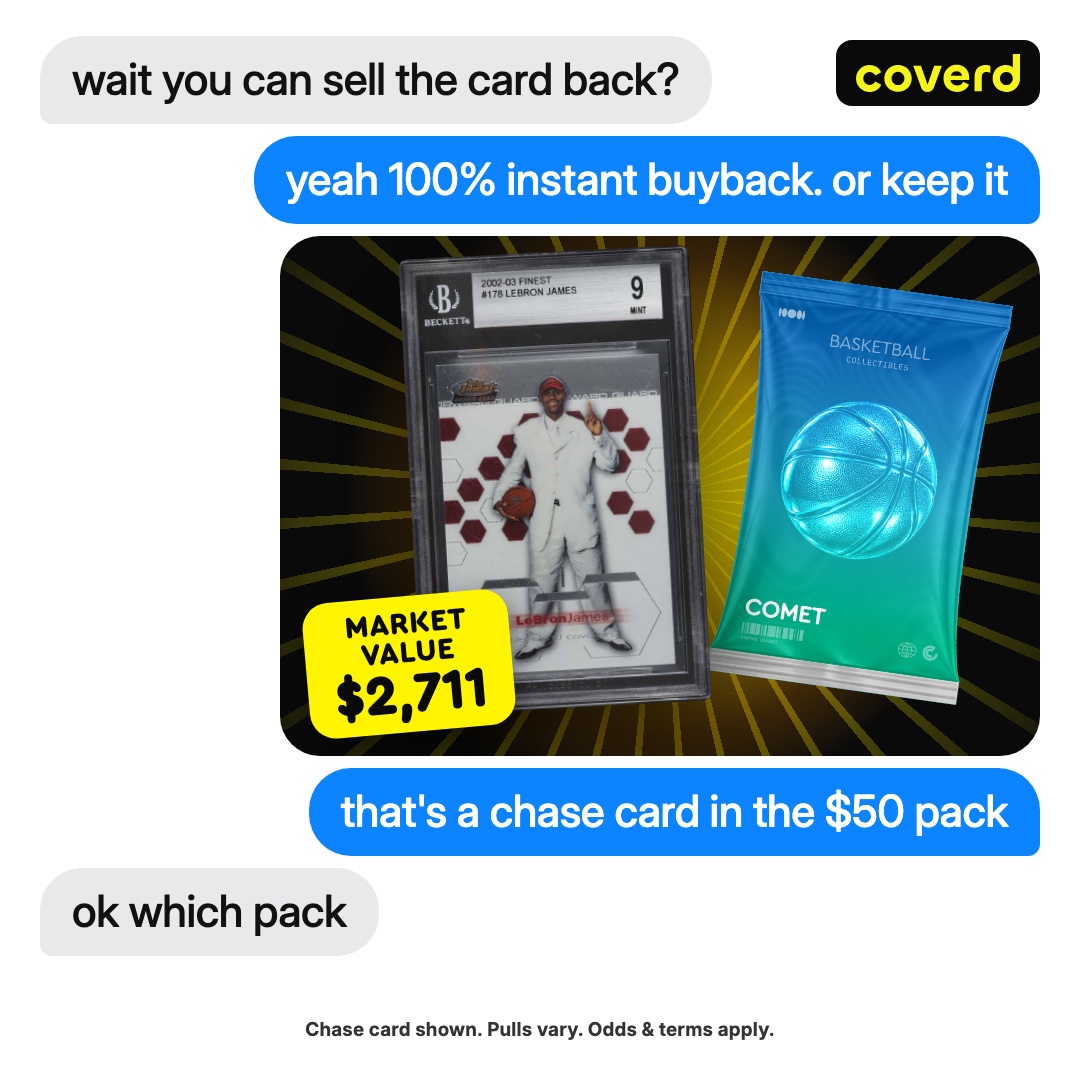 wait you can sell the card back?
coverd
yeah 100% instant buyback. or keep it
2002-03 FINEST
#178 LEBRON JAMES
9
MINT
B
BECKETT
BASKETBALL
COLLECTIBLES
LeBronJames
COMET
MARKET
VALUE
$2,711
that's a chase card in the $50 pack
ok which pack
Chase card shown. Pulls vary. Odds & terms apply.